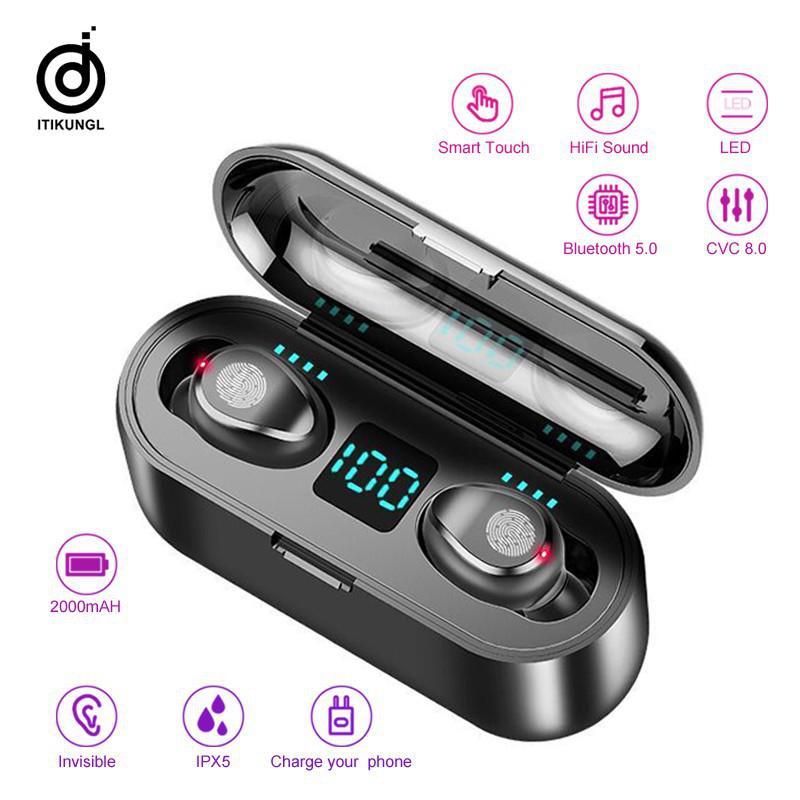 ITIKUNGL
Smart Touch
HiFi Sound
LED
LED
Bluetooth 5.0
CVC 8.0
100
100
2000mAH
Invisible
IPX5
Charge your phone